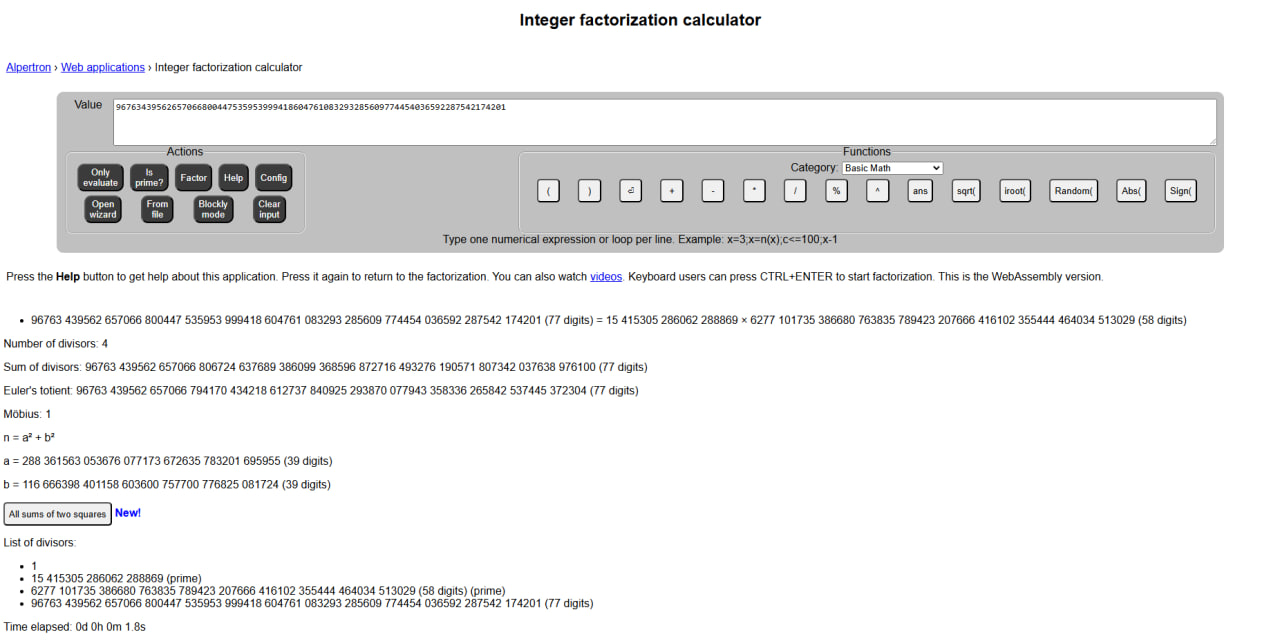 Integer factorization calculator
Alpertron › Web applications › Integer factorization calculator
Value
96763439562657066800447535953999418604761083293285609774454036592287542174201
Actions
Only evaluate
Is prime?
Factor
Help
Config
Open wizard
From file
Blockly mode
Clear input
Functions
Category: Basic Math
( ) ⏎ + - * / % ^ ans sqrt( iroot( Random( Abs( Sign(
Type one numerical expression or loop per line. Example: x=3;x=n(x);c<=100;x-1
Press the Help button to get help about this application. Press it again to return to the factorization. You can also watch videos. Keyboard users can press CTRL+ENTER to start factorization. This is the WebAssembly version.
• 96763 439562 657066 800447 535953 999418 604761 083293 285609 774454 036592 287542 174201 (77 digits) = 15 415305 286062 288869 × 6277 101735 386680 763835 789423 207666 416102 355444 464034 513029 (58 digits)
Number of divisors: 4
Sum of divisors: 96763 439562 657066 806724 637689 386099 368596 872716 493276 190571 807342 037638 976100 (77 digits)
Euler's totient: 96763 439562 657066 794170 434218 612737 840925 293870 077943 358336 265842 537445 372304 (77 digits)
Möbius: 1
n = a² + b²
a = 288 361563 053676 077173 672635 783201 695955 (39 digits)
b = 116 666398 401158 603600 757700 776825 081724 (39 digits)
All sums of two squares New!
List of divisors:
• 1
• 15 415305 286062 288869 (prime)
• 6277 101735 386680 763835 789423 207666 416102 355444 464034 513029 (58 digits) (prime)
• 96763 439562 657066 800447 535953 999418 604761 083293 285609 774454 036592 287542 174201 (77 digits)
Time elapsed: 0d 0h 0m 1.8s